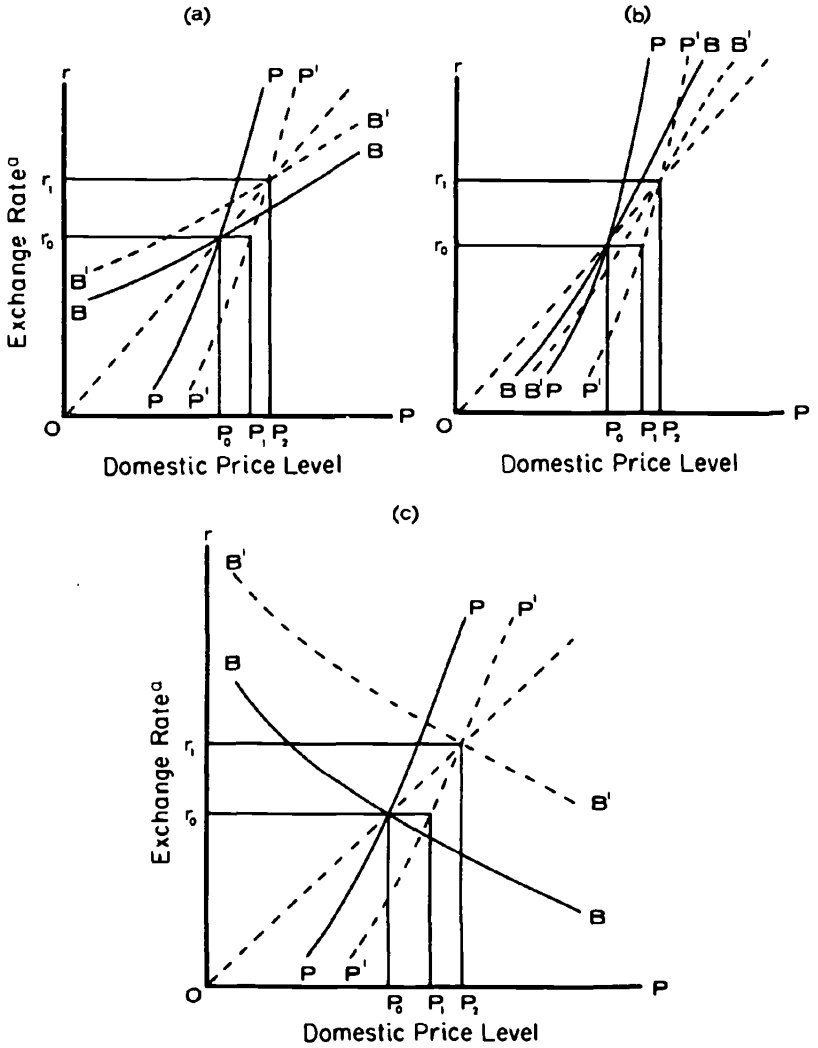 (a)
r
P P'
B'
B
r₁
r₀
B'
B
P P'
O
P₀ P₁ P₂
P
Exchange Rateᵃ
Domestic Price Level
(b)
r
P P' B B'
r₁
r₀
B B' P P'
O
P₀ P₁ P₂
P
Domestic Price Level
(c)
r
B'
P P'
B
r₁
r₀
B'
B
P P'
O
P₀ P₁ P₂
P
Exchange Rateᵃ
Domestic Price Level